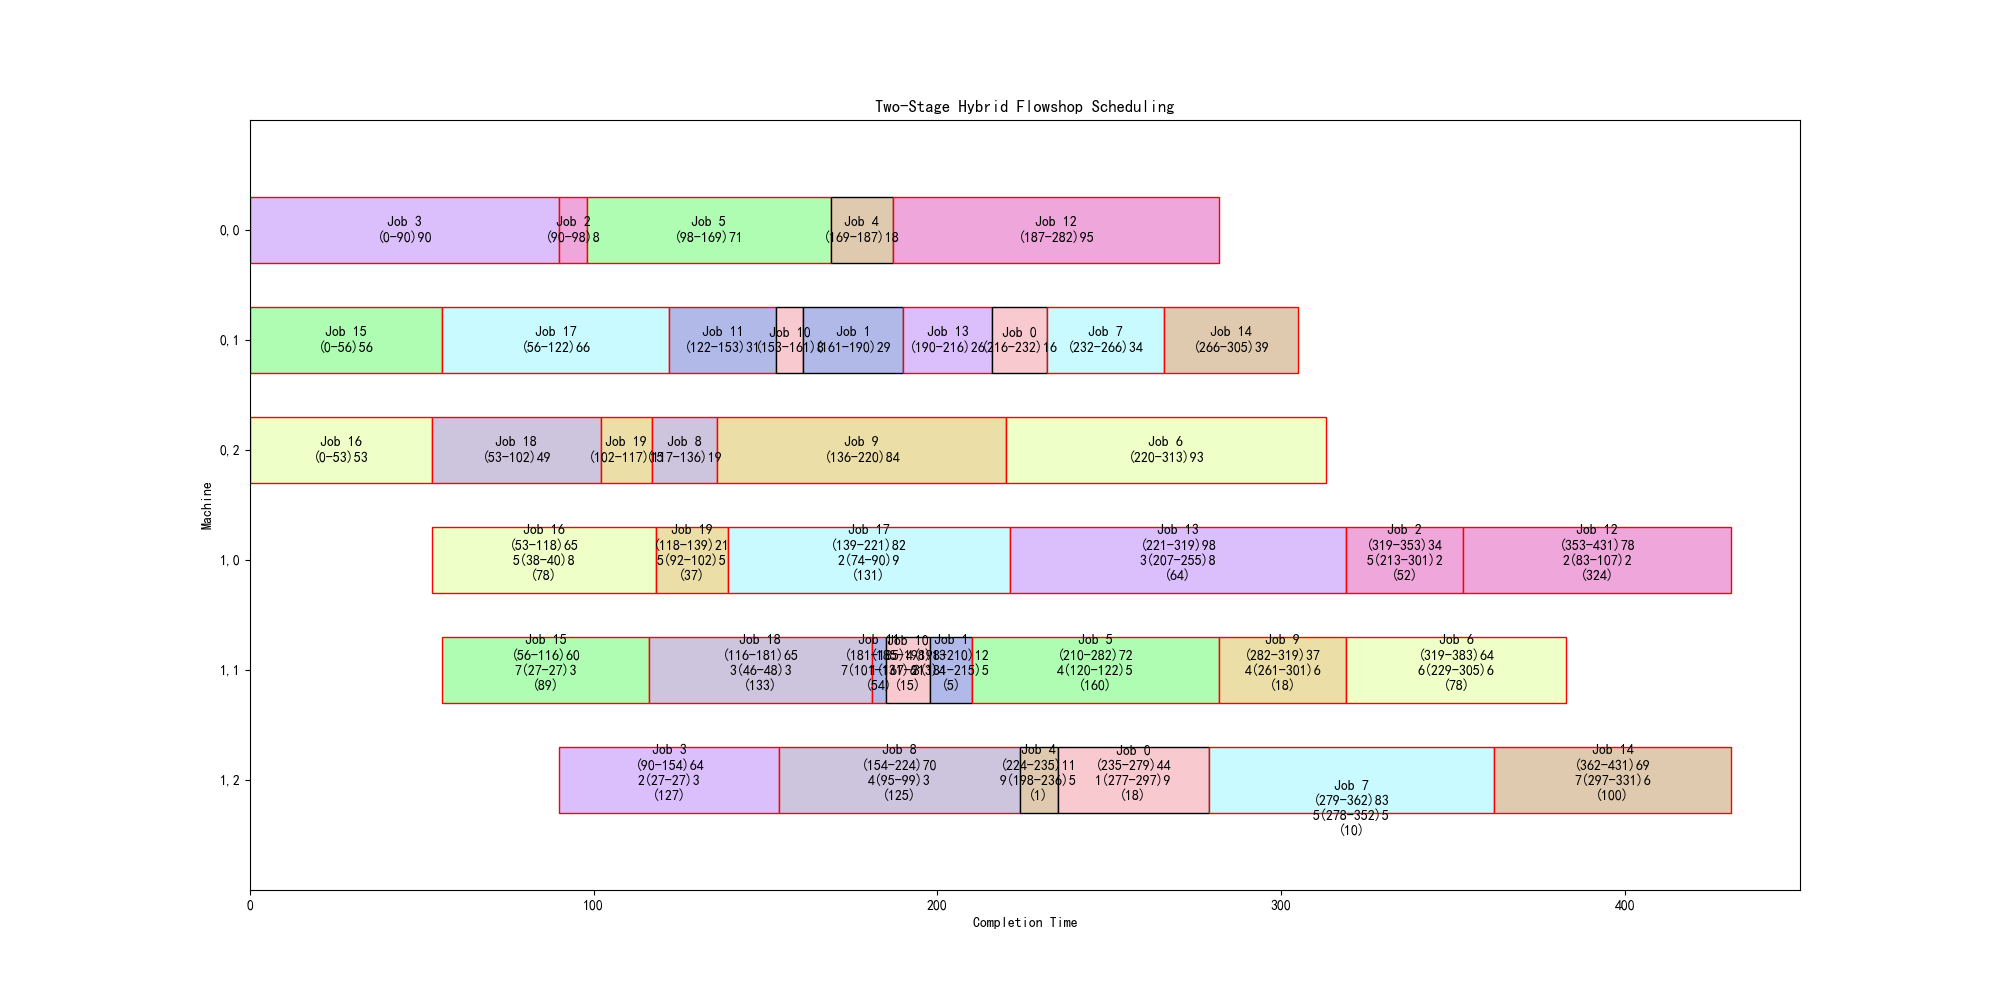 Two-Stage Hybrid Flowshop Scheduling
0,0
Job 3
(0-90)90
Job 2
(90-98)8
Job 5
(98-169)71
Job 4
(169-187)18
Job 12
(187-282)95
0,1
Job 15
(0-56)56
Job 17
(56-122)66
Job 11
(122-153)31
Job 10
(153-161)8
Job 1
(161-190)29
Job 13
(190-216)26
Job 0
(216-232)16
Job 7
(232-266)34
Job 14
(266-305)39
0,2
Job 16
(0-53)53
Job 18
(53-102)49
Job 19
(102-117)15
Job 8
(117-136)19
Job 9
(136-220)84
Job 6
(220-313)93
Machine
1,0
Job 16
(53-118)65
5(38-40)8
(78)
Job 19
(118-139)21
5(92-102)5
(37)
Job 17
(139-221)82
2(74-90)9
(131)
Job 13
(221-319)98
3(207-255)8
(64)
Job 2
(319-353)34
5(213-301)2
(52)
Job 12
(353-431)78
2(83-107)2
(324)
1,1
Job 15
(56-116)60
7(27-27)3
(89)
Job 18
(116-181)65
3(46-48)3
(133)
Job 11
(181-185)4
(54)
Job 10
(185-198)13
(15)
Job 1
(198-210)12
(5)
Job 5
(210-282)72
4(120-122)5
(160)
Job 9
(282-319)37
4(261-301)6
(18)
Job 6
(319-383)64
6(229-305)6
(78)
1,2
Job 3
(90-154)64
2(27-27)3
(127)
Job 8
(154-224)70
4(95-99)3
(125)
Job 4
(224-235)11
9(198-236)5
(1)
Job 0
(235-279)44
1(277-297)9
(18)
Job 7
(279-362)83
5(278-352)5
(10)
Job 14
(362-431)69
7(297-331)6
(100)
0
100
200
300
400
Completion Time